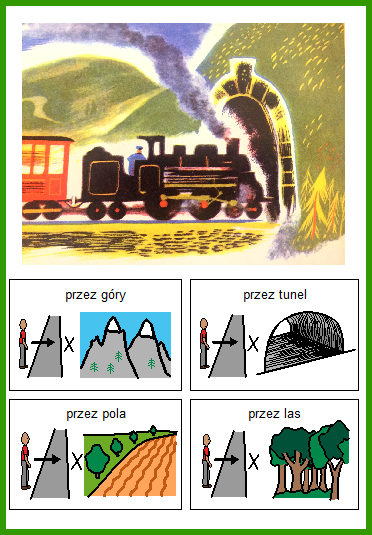 przez góry
przez tunel
X
X
przez pola
przez las
X
X